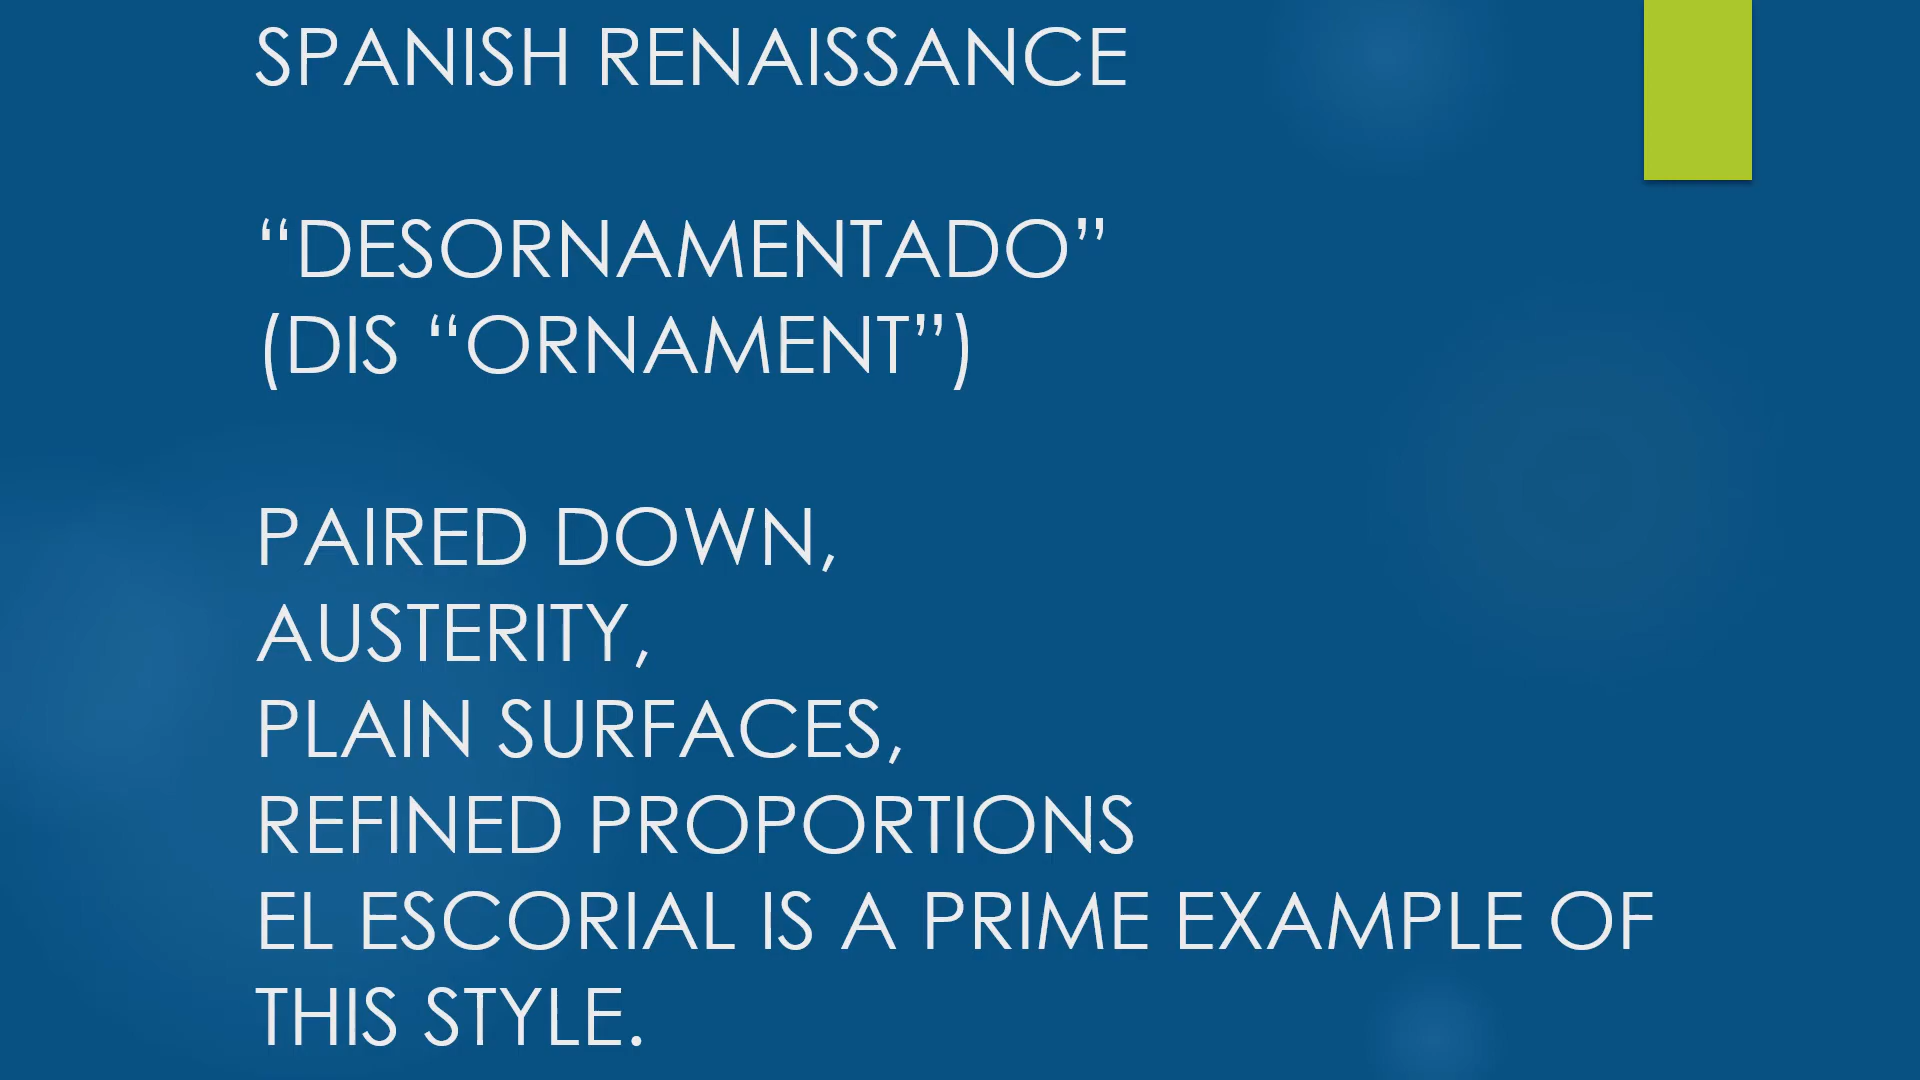 SPANISH RENAISSANCE
“DESORNAMENTADO”
(DIS “ORNAMENT”)
PAIRED DOWN,
AUSTERITY,
PLAIN SURFACES,
REFINED PROPORTIONS
EL ESCORIAL IS A PRIME EXAMPLE OF
THIS STYLE.